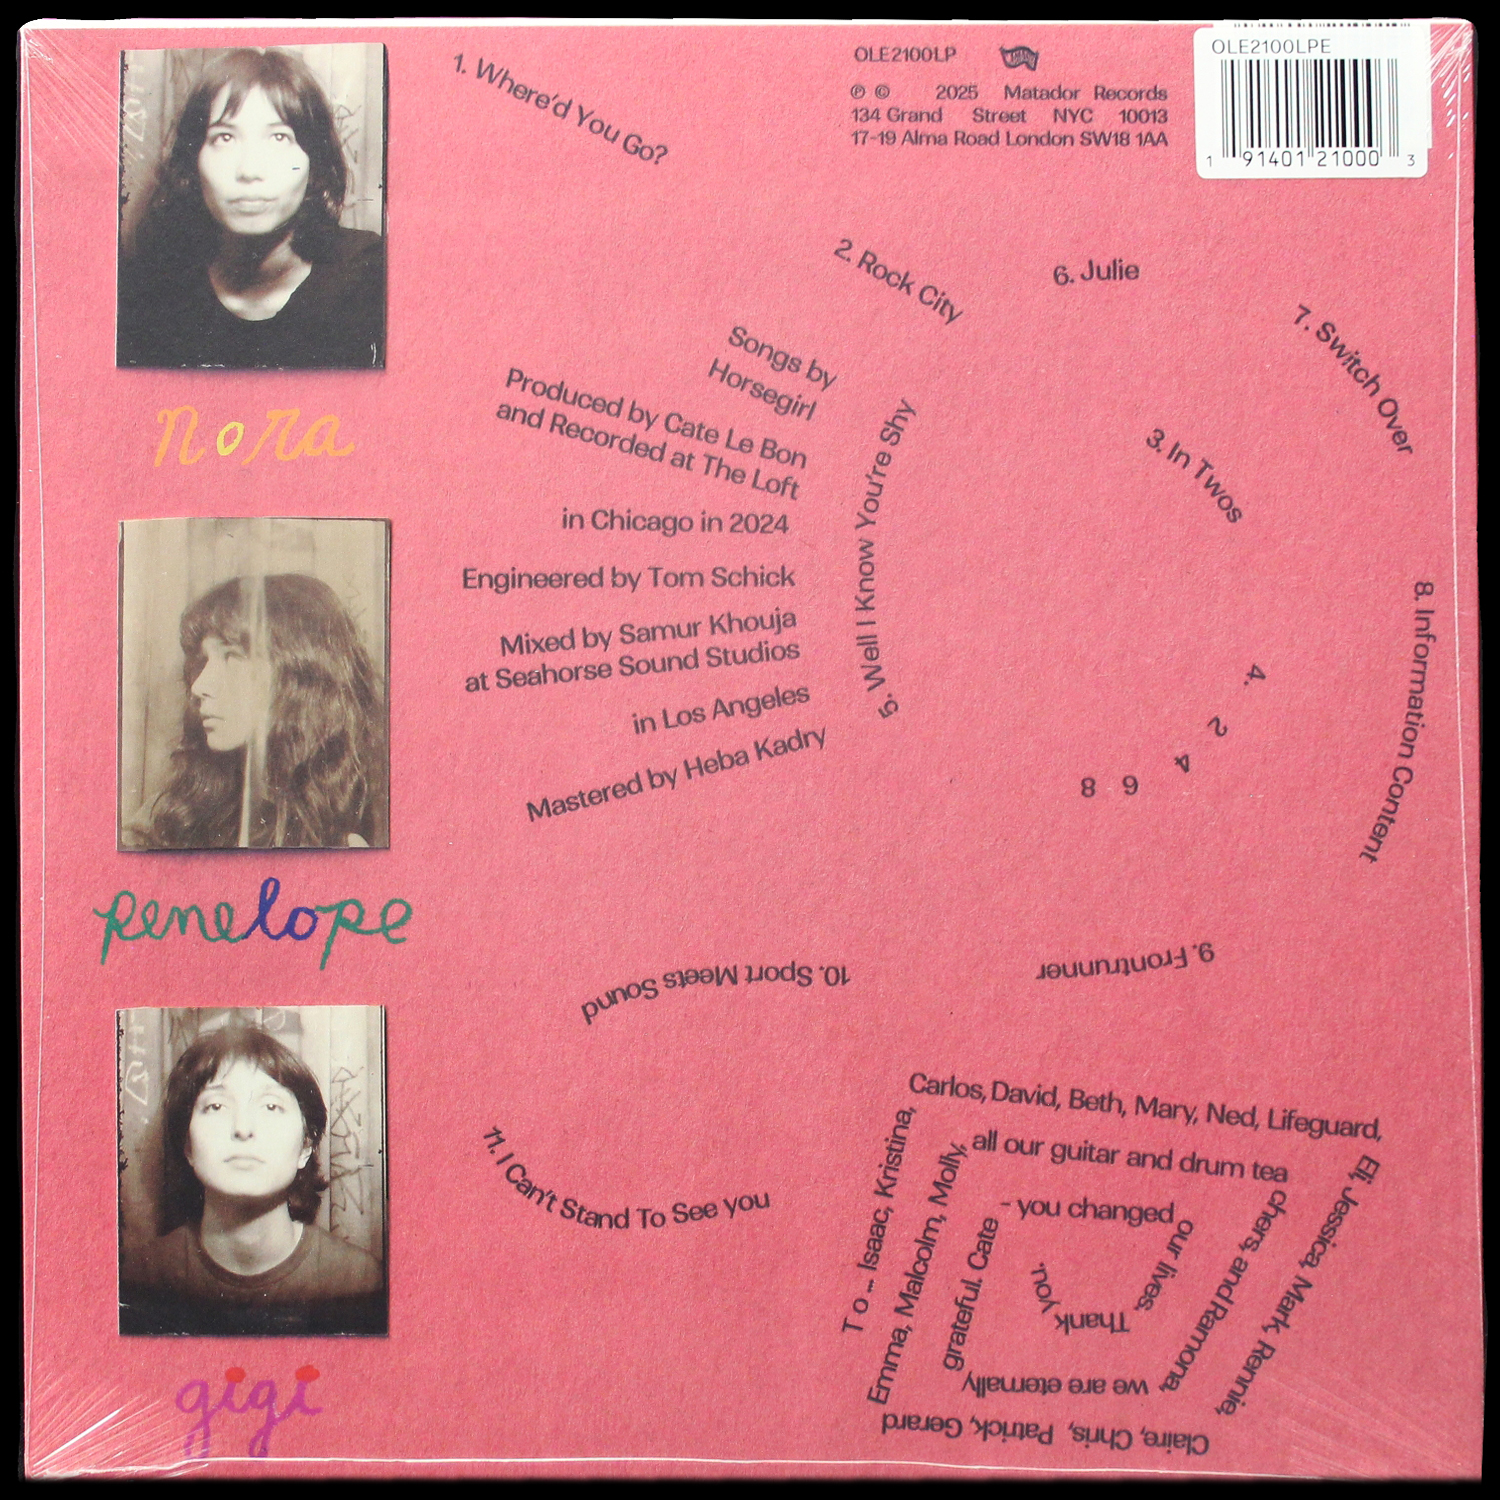 OLE2100LP
MATADOR
℗ © 2025 Matador Records
134 Grand Street NYC 10013
17-19 Alma Road London SW18 1AA
OLE2100LPE
1 91401 21000 3
nora
penelope
gigi
1. Where'd You Go?
2. Rock City
3. In Twos
4. 2 4 6 8
5. Well I Know You're Shy
6. Julie
7. Switch Over
8. Information Content
9. Frontrunner
10. Sport Meets Sound
11. I Can't Stand To See you
Songs by
Horsegirl
Produced by Cate Le Bon
and Recorded at The Loft
in Chicago in 2024
Engineered by Tom Schick
Mixed by Samur Khouja
at Seahorse Sound Studios
in Los Angeles
Mastered by Heba Kadry
To ... Isaac, Kristina,
Carlos, David, Beth, Mary, Ned, Lifeguard,
Eli, Jessica, Mark, Rennie,
Claire, Chris, Patrick, Gerard
Emma, Malcolm, Molly,
all our guitar and drum tea
chers, and Ramona,
we are eternally
grateful. Cate
- you changed
our lives.
Thank
you.